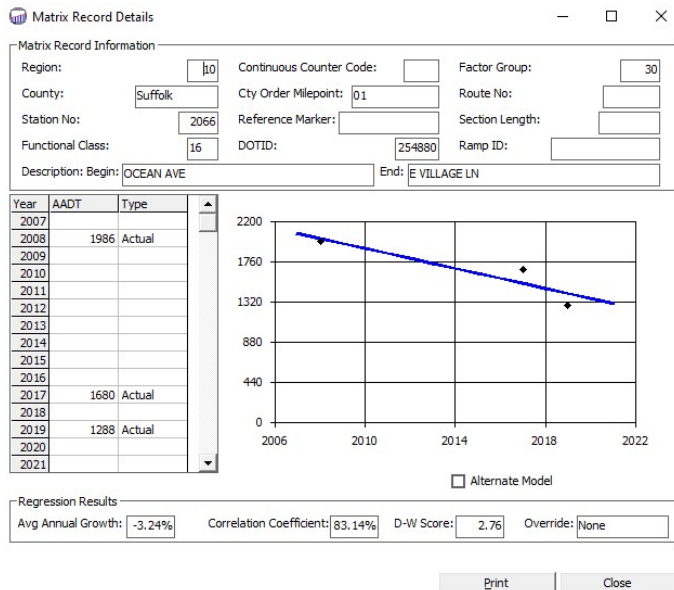 Matrix Record Details
Matrix Record Information
Region: 10 Continuous Counter Code: Factor Group: 30
County: Suffolk Cty Order Milepoint: 01 Route No:
Station No: 2066 Reference Marker: Section Length:
Functional Class: 16 DOTID: 254880 Ramp ID:
Description: Begin: OCEAN AVE End: E VILLAGE LN
Year AADT Type
2007
2008 1986 Actual
2009
2010
2011
2012
2013
2014
2015
2016
2017 1680 Actual
2018
2019 1288 Actual
2020
2021
2200
1760
1320
880
440
0
2006 2010 2014 2018 2022
Alternate Model
Regression Results
Avg Annual Growth: -3.24% Correlation Coefficient: 83.14% D-W Score: 2.76 Override: None
Print Close